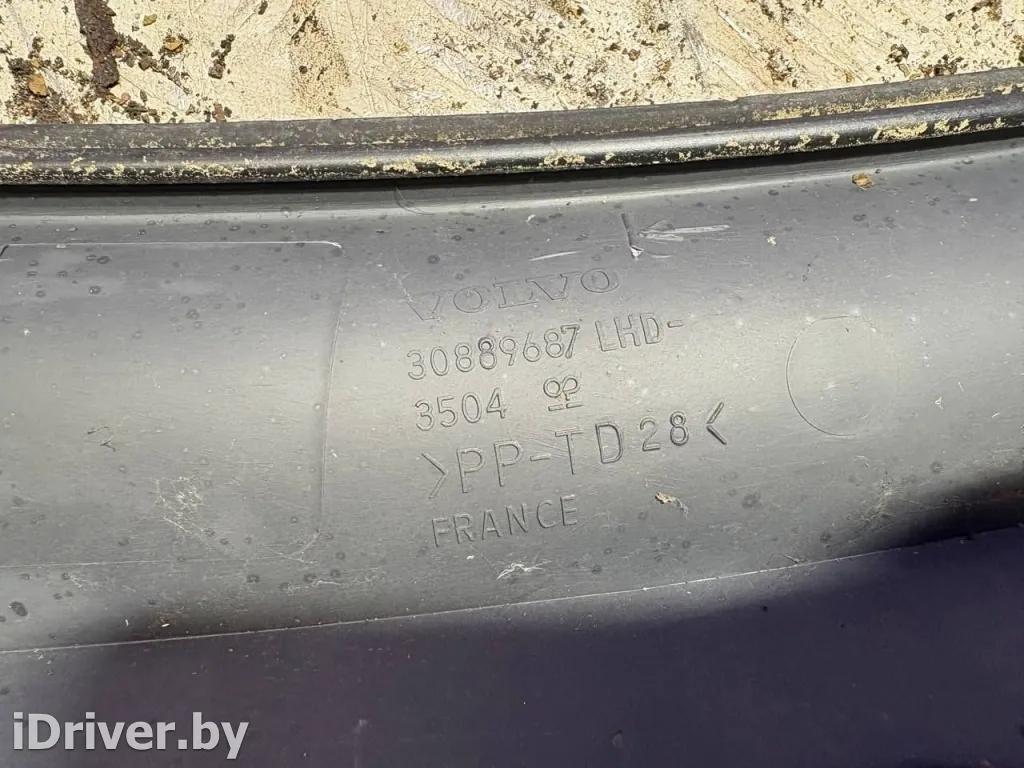 VOLVO
30889687 LHD-
3504
>PP-TD28<
FRANCE
iDriver.by